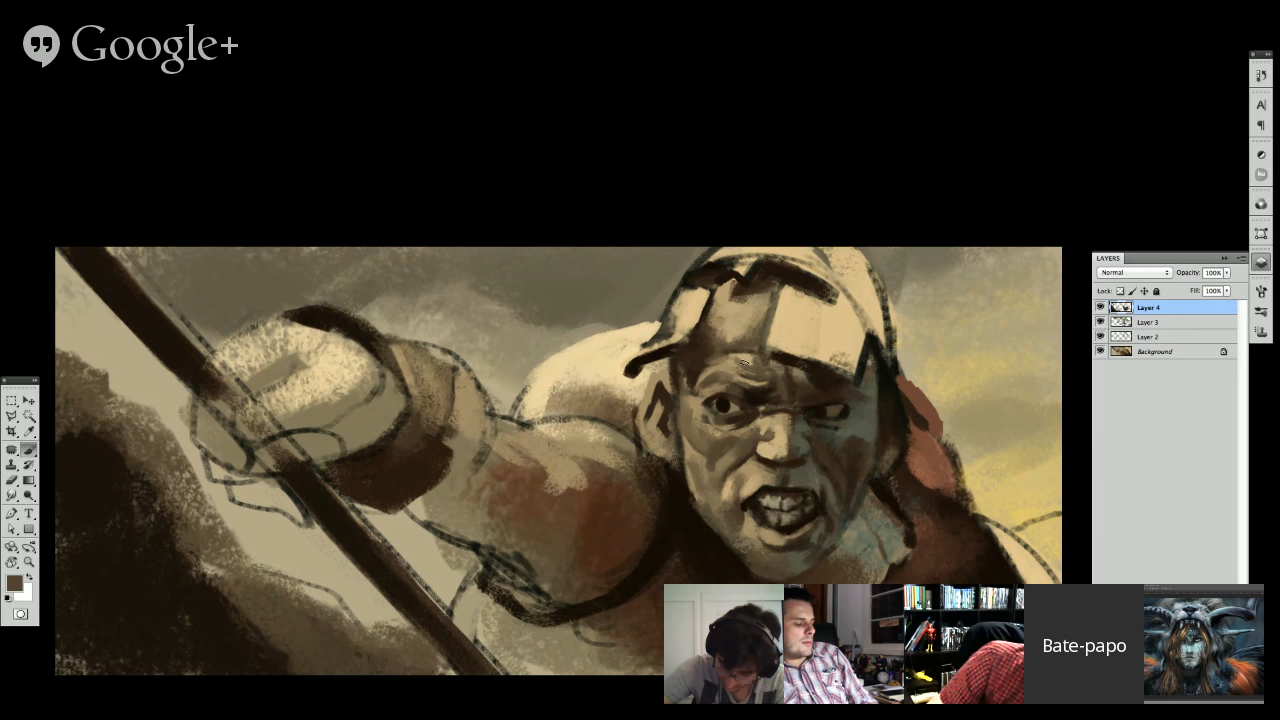 Google+
LAYERS
Normal
Opacity: 100%
Lock:
Fill: 100%
Layer 4
Layer 3
Layer 2
Background
Bate-papo